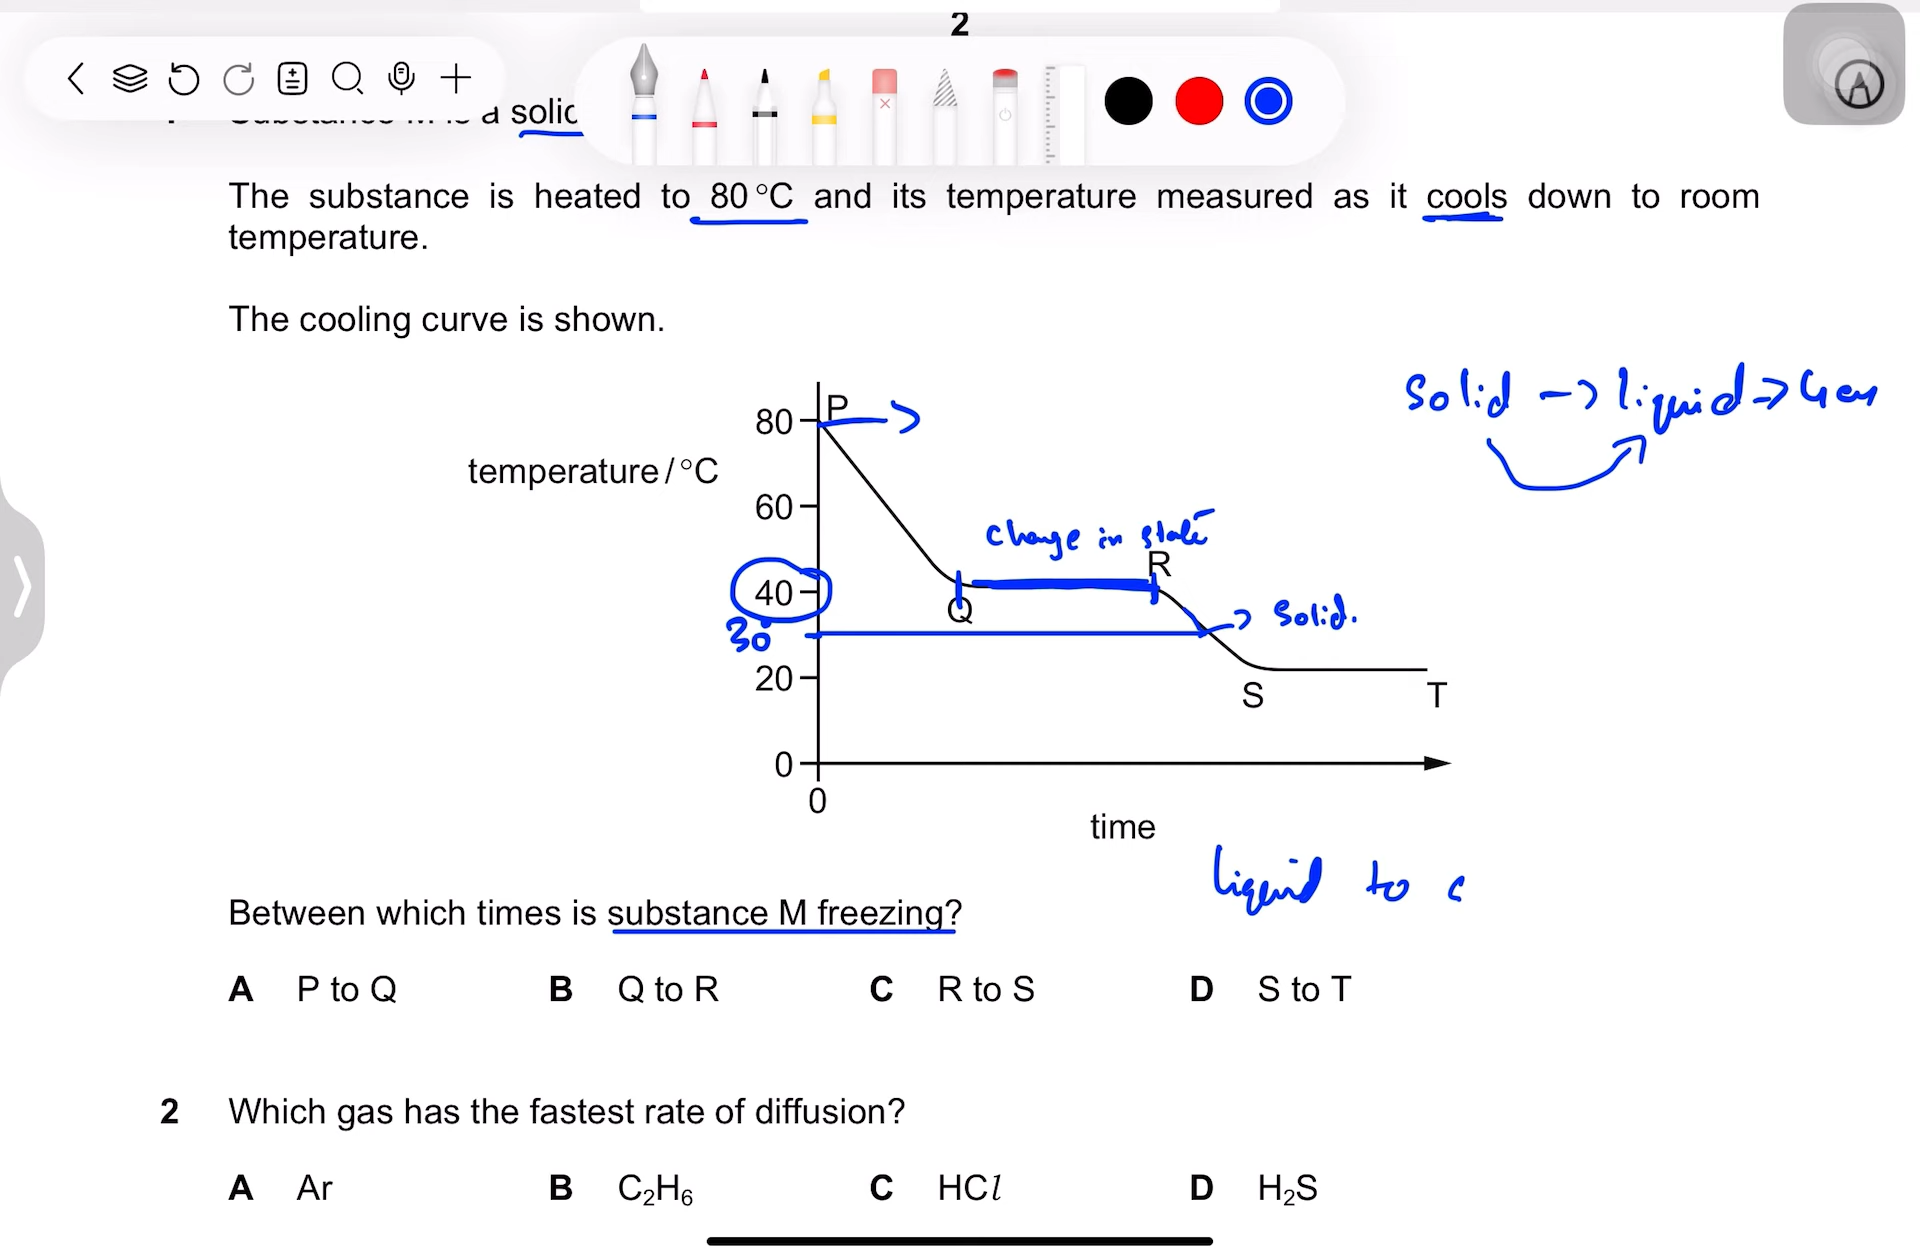 2
a solid
The substance is heated to 80 °C and its temperature measured as it cools down to room
temperature.
The cooling curve is shown.
Solid -> liquid -> Gas
P
80
temperature / °C
60
Change in state
R
40
Q
30°
Solid.
20
S
T
0
0
time
Liquid to s
Between which times is substance M freezing?
A P to Q B Q to R C R to S D S to T
2 Which gas has the fastest rate of diffusion?
A Ar B C₂H₆ C HCl D H₂S